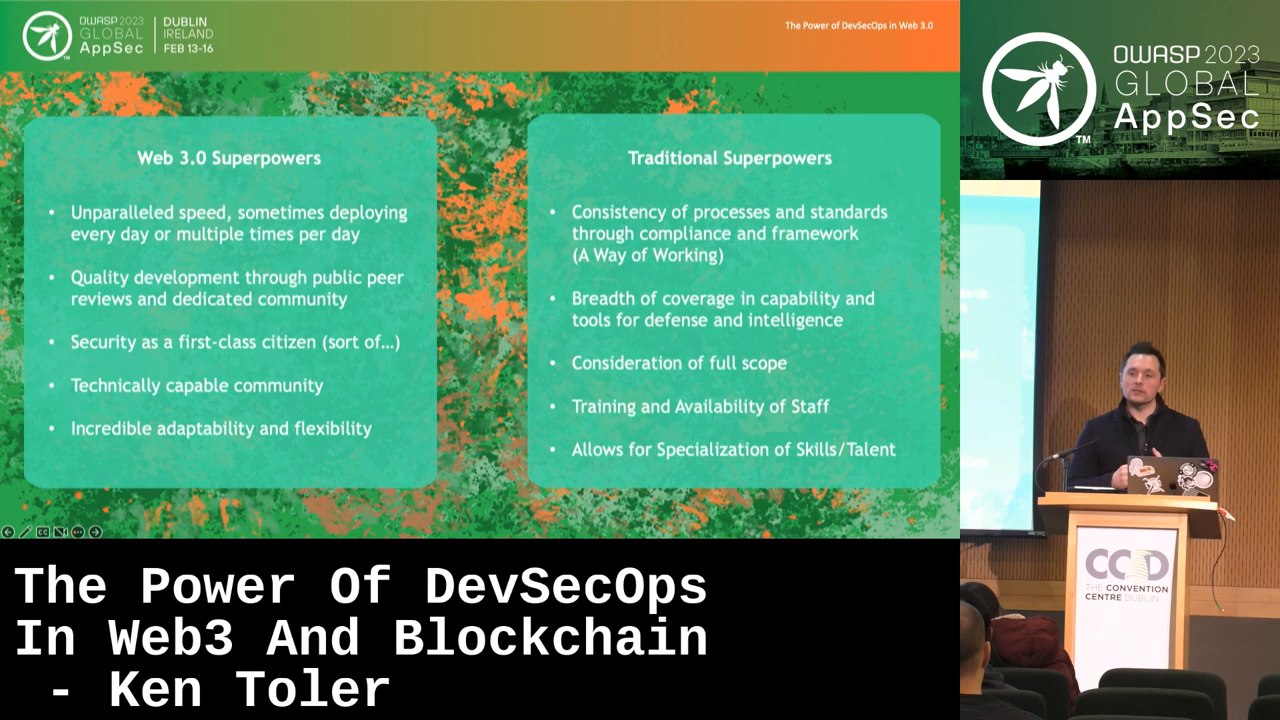 OWASP 2023
GLOBAL
AppSec
TM
DUBLIN
IRELAND
FEB 13-16
The Power of DevSecOps in Web 3.0
Web 3.0 Superpowers
• Unparalleled speed, sometimes deploying
every day or multiple times per day
• Quality development through public peer
reviews and dedicated community
• Security as a first-class citizen (sort of…)
• Technically capable community
• Incredible adaptability and flexibility
Traditional Superpowers
• Consistency of processes and standards
through compliance and framework
(A Way of Working)
• Breadth of coverage in capability and
tools for defense and intelligence
• Consideration of full scope
• Training and Availability of Staff
• Allows for Specialization of Skills/Talent
The Power Of DevSecOps
In Web3 And Blockchain
- Ken Toler
OWASP 2023
GLOBAL
AppSec
TM
CCD
THE CONVENTION
CENTRE DUBLIN